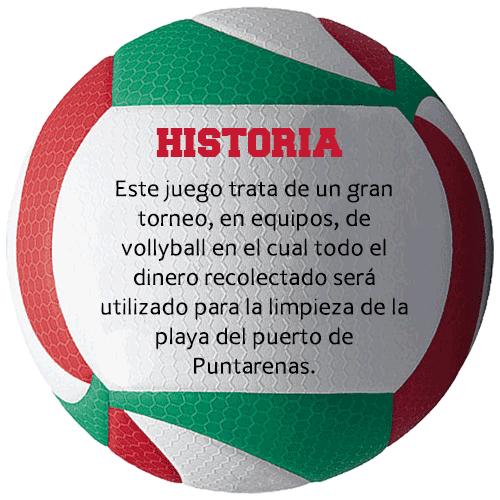 HISTORIA
Este juego trata de un gran
torneo, en equipos, de
vollyball en el cual todo el
dinero recolectado será
utilizado para la limpieza de la
playa del puerto de
Puntarenas.